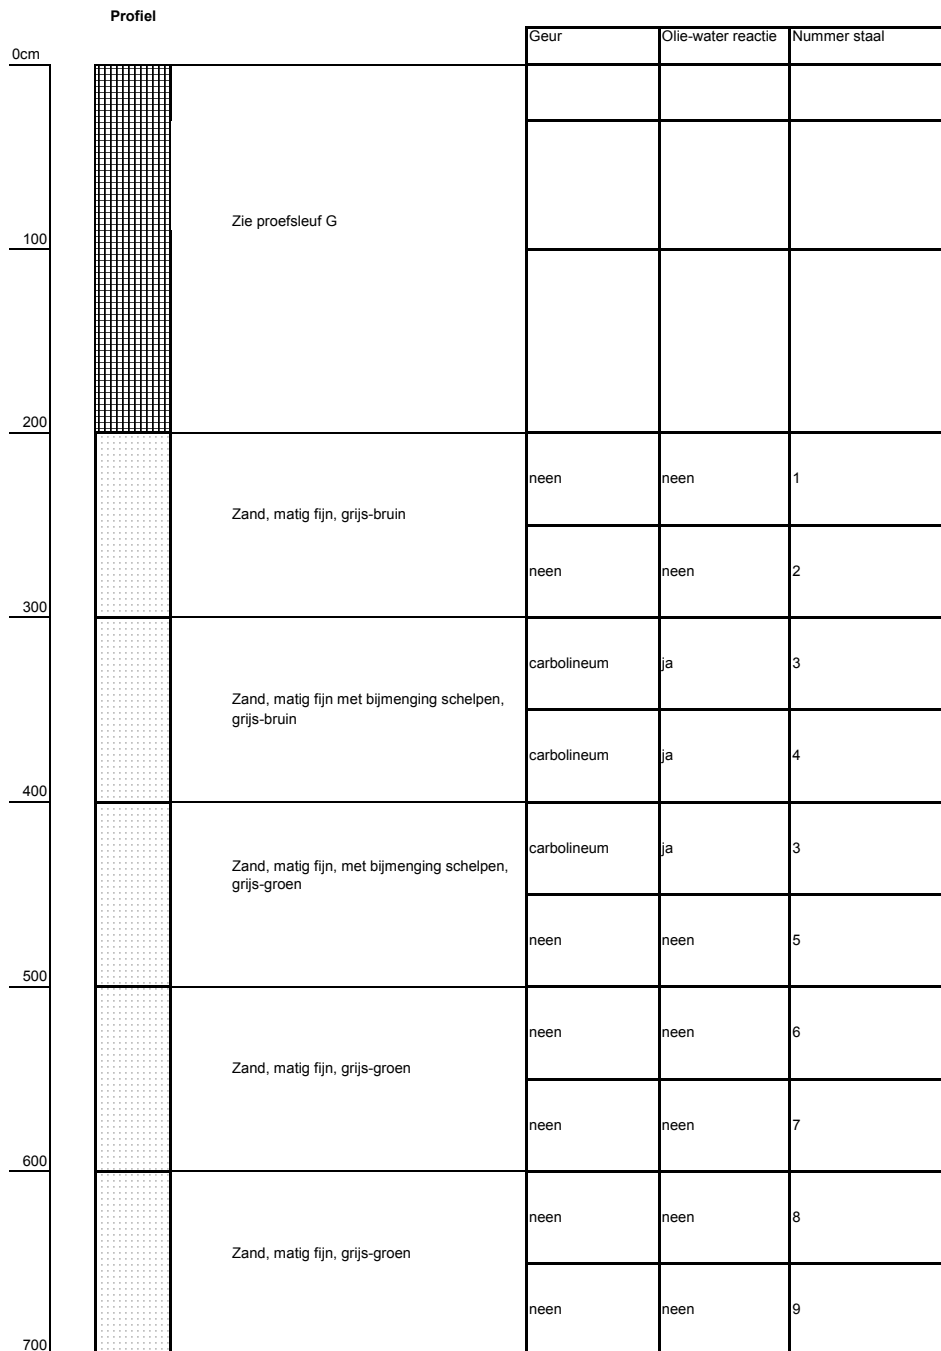 Profiel
Geur Olie-water reactie Nummer staal
0cm
Zie proefsleuf G
100
200
neen neen 1
Zand, matig fijn, grijs-bruin
neen neen 2
300
carbolineum ja 3
Zand, matig fijn met bijmenging schelpen,
grijs-bruin
carbolineum ja 4
400
carbolineum ja 3
Zand, matig fijn, met bijmenging schelpen,
grijs-groen
neen neen 5
500
neen neen 6
Zand, matig fijn, grijs-groen
neen neen 7
600
neen neen 8
Zand, matig fijn, grijs-groen
neen neen 9
700